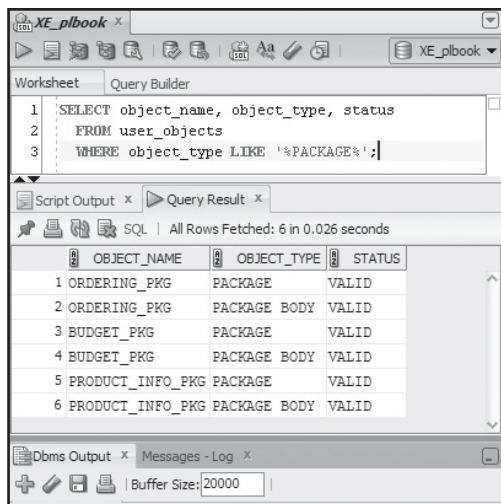 XE_plbook x
SQL Aa XE_plbook
Worksheet Query Builder
1 SELECT object_name, object_type, status
2 FROM user_objects
3 WHERE object_type LIKE '%PACKAGE%';
Script Output x Query Result x
SQL | All Rows Fetched: 6 in 0.026 seconds
OBJECT_NAME OBJECT_TYPE STATUS
1 ORDERING_PKG PACKAGE VALID
2 ORDERING_PKG PACKAGE BODY VALID
3 BUDGET_PKG PACKAGE VALID
4 BUDGET_PKG PACKAGE BODY VALID
5 PRODUCT_INFO_PKG PACKAGE VALID
6 PRODUCT_INFO_PKG PACKAGE BODY VALID
Dbms Output x Messages - Log x
Buffer Size: 20000